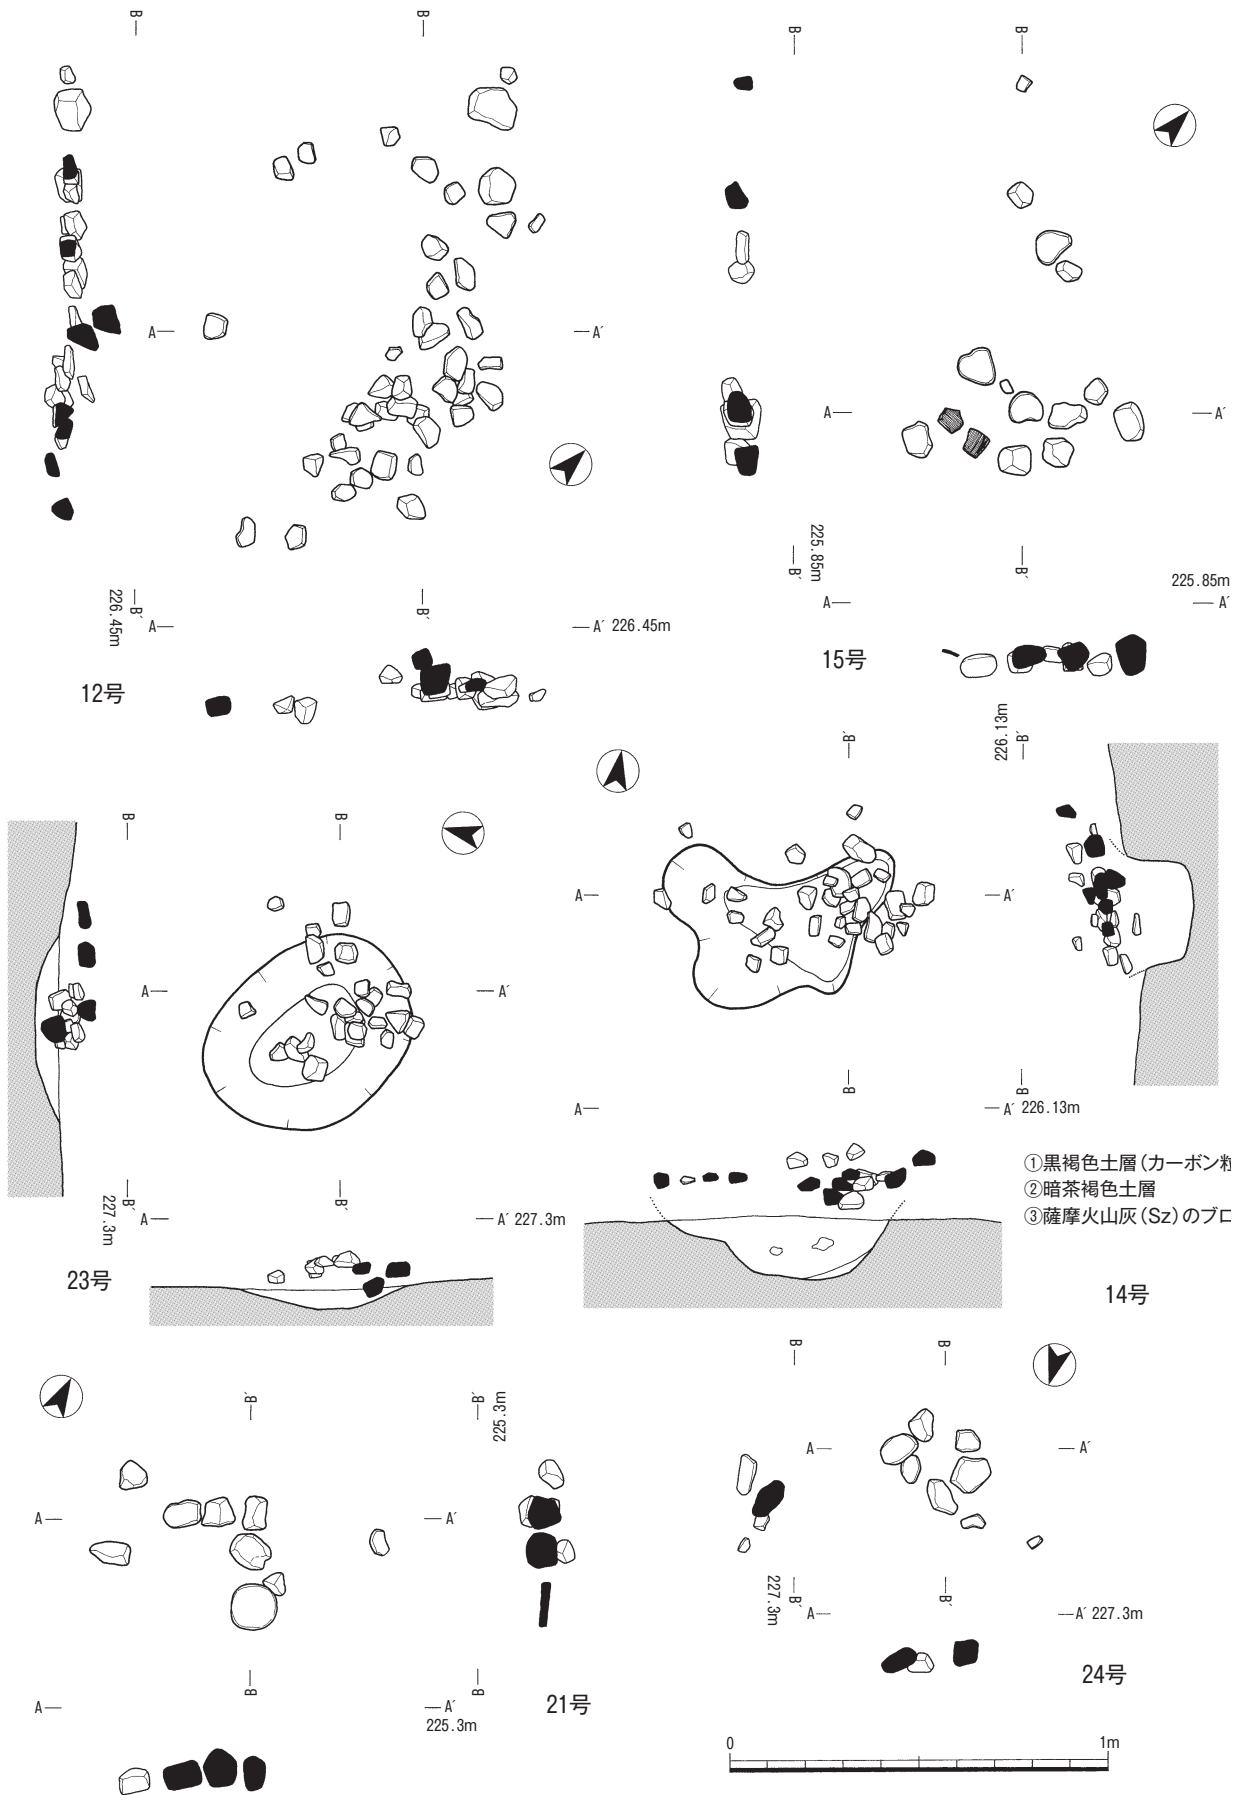 B
B
A
A´
B´
226.45m
B´
A
A´ 226.45m
12号
B
B
A
A´
B´
225.85m
B´
225.85m
A
A´
15号
B
B
A
A´
B´
227.3m
B´
A
A´ 227.3m
23号
B´
B´
226.13m
A
A´
B
B
A
A´ 226.13m
①黒褐色土層(カーボン粒
②暗茶褐色土層
③薩摩火山灰(Sz)のブロ
14号
B´
B´
225.3m
A
A´
B
B
A
A´
225.3m
21号
B
B
A
A´
B´
227.3m
B´
A
A´ 227.3m
24号
0
1m